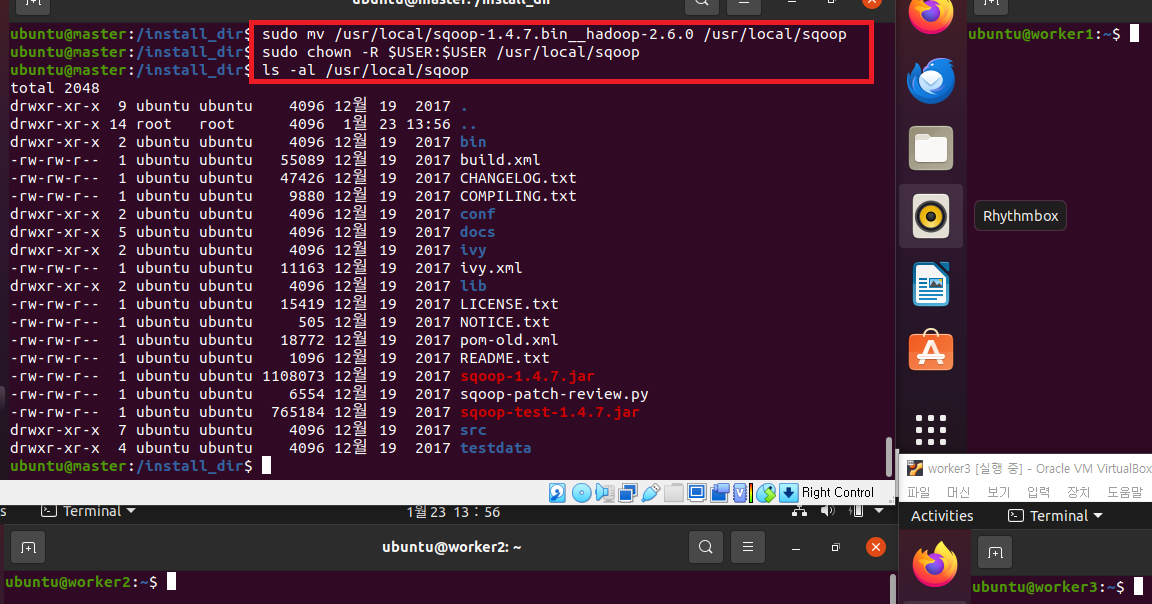 ubuntu@master: /install_dir
ubuntu@master:/install_dir$ sudo mv /usr/local/sqoop-1.4.7.bin__hadoop-2.6.0 /usr/local/sqoop
ubuntu@master:/install_dir$ sudo chown -R $USER:$USER /usr/local/sqoop
ubuntu@master:/install_dir$ ls -al /usr/local/sqoop
total 2048
drwxr-xr-x  9 ubuntu ubuntu    4096 12월 19  2017 .
drwxr-xr-x 14 root   root      4096  1월 23 13:56 ..
drwxr-xr-x  2 ubuntu ubuntu    4096 12월 19  2017 bin
-rw-rw-r--  1 ubuntu ubuntu   55089 12월 19  2017 build.xml
-rw-rw-r--  1 ubuntu ubuntu   47426 12월 19  2017 CHANGELOG.txt
-rw-rw-r--  1 ubuntu ubuntu    9880 12월 19  2017 COMPILING.txt
drwxr-xr-x  2 ubuntu ubuntu    4096 12월 19  2017 conf
drwxr-xr-x  5 ubuntu ubuntu    4096 12월 19  2017 docs
drwxr-xr-x  2 ubuntu ubuntu    4096 12월 19  2017 ivy
-rw-rw-r--  1 ubuntu ubuntu   11163 12월 19  2017 ivy.xml
drwxr-xr-x  2 ubuntu ubuntu    4096 12월 19  2017 lib
-rw-rw-r--  1 ubuntu ubuntu   15419 12월 19  2017 LICENSE.txt
-rw-rw-r--  1 ubuntu ubuntu     505 12월 19  2017 NOTICE.txt
-rw-rw-r--  1 ubuntu ubuntu   18772 12월 19  2017 pom-old.xml
-rw-rw-r--  1 ubuntu ubuntu    1096 12월 19  2017 README.txt
-rw-rw-r--  1 ubuntu ubuntu 1108073 12월 19  2017 sqoop-1.4.7.jar
-rw-rw-r--  1 ubuntu ubuntu    6554 12월 19  2017 sqoop-patch-review.py
-rw-rw-r--  1 ubuntu ubuntu  765184 12월 19  2017 sqoop-test-1.4.7.jar
drwxr-xr-x  7 ubuntu ubuntu    4096 12월 19  2017 src
drwxr-xr-x  4 ubuntu ubuntu    4096 12월 19  2017 testdata
ubuntu@master:/install_dir$
Right Control
ubuntu@worker1:~$
Rhythmbox
Terminal
1월 23 13 : 56
ubuntu@worker2: ~
ubuntu@worker2:~$
worker3 [실행 중] - Oracle VM VirtualBox
파일 머신 보기 입력 장치 도움말
Activities Terminal
ubuntu@worker3:~$